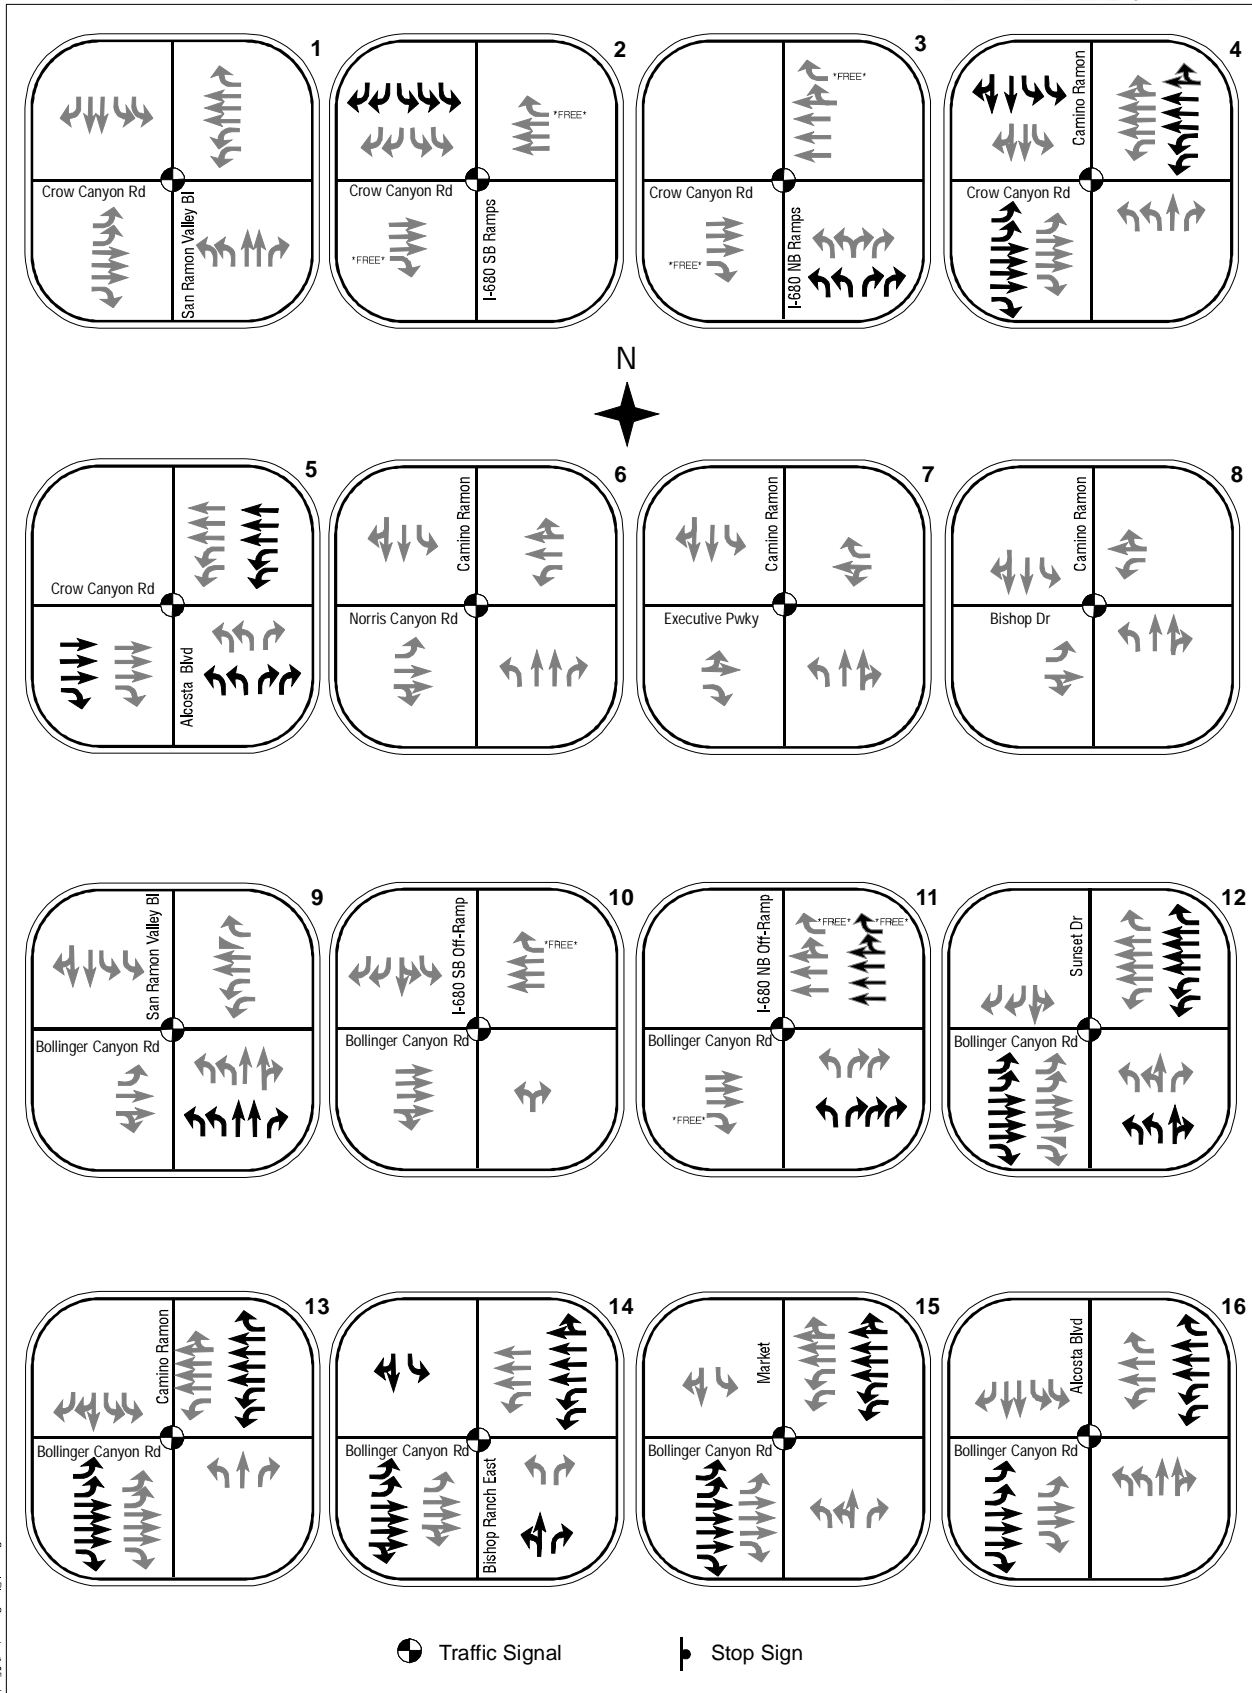 1
Crow Canyon Rd
San Ramon Valley Bl
2
*FREE*
Crow Canyon Rd
*FREE*
I-680 SB Ramps
3
*FREE*
Crow Canyon Rd
*FREE*
I-680 NB Ramps
4
Camino Ramon
Crow Canyon Rd
N
5
Crow Canyon Rd
Alcosta Blvd
6
Camino Ramon
Norris Canyon Rd
7
Camino Ramon
Executive Pwky
8
Camino Ramon
Bishop Dr
9
San Ramon Valley Bl
Bollinger Canyon Rd
10
I-680 SB Off-Ramp
*FREE*
Bollinger Canyon Rd
11
I-680 NB Off-Ramp
*FREE* *FREE*
Bollinger Canyon Rd
*FREE*
12
Sunset Dr
Bollinger Canyon Rd
13
Camino Ramon
Bollinger Canyon Rd
14
Bollinger Canyon Rd
Bishop Ranch East
15
Market
Bollinger Canyon Rd
16
Alcosta Blvd
Bollinger Canyon Rd
Traffic Signal
Stop Sign